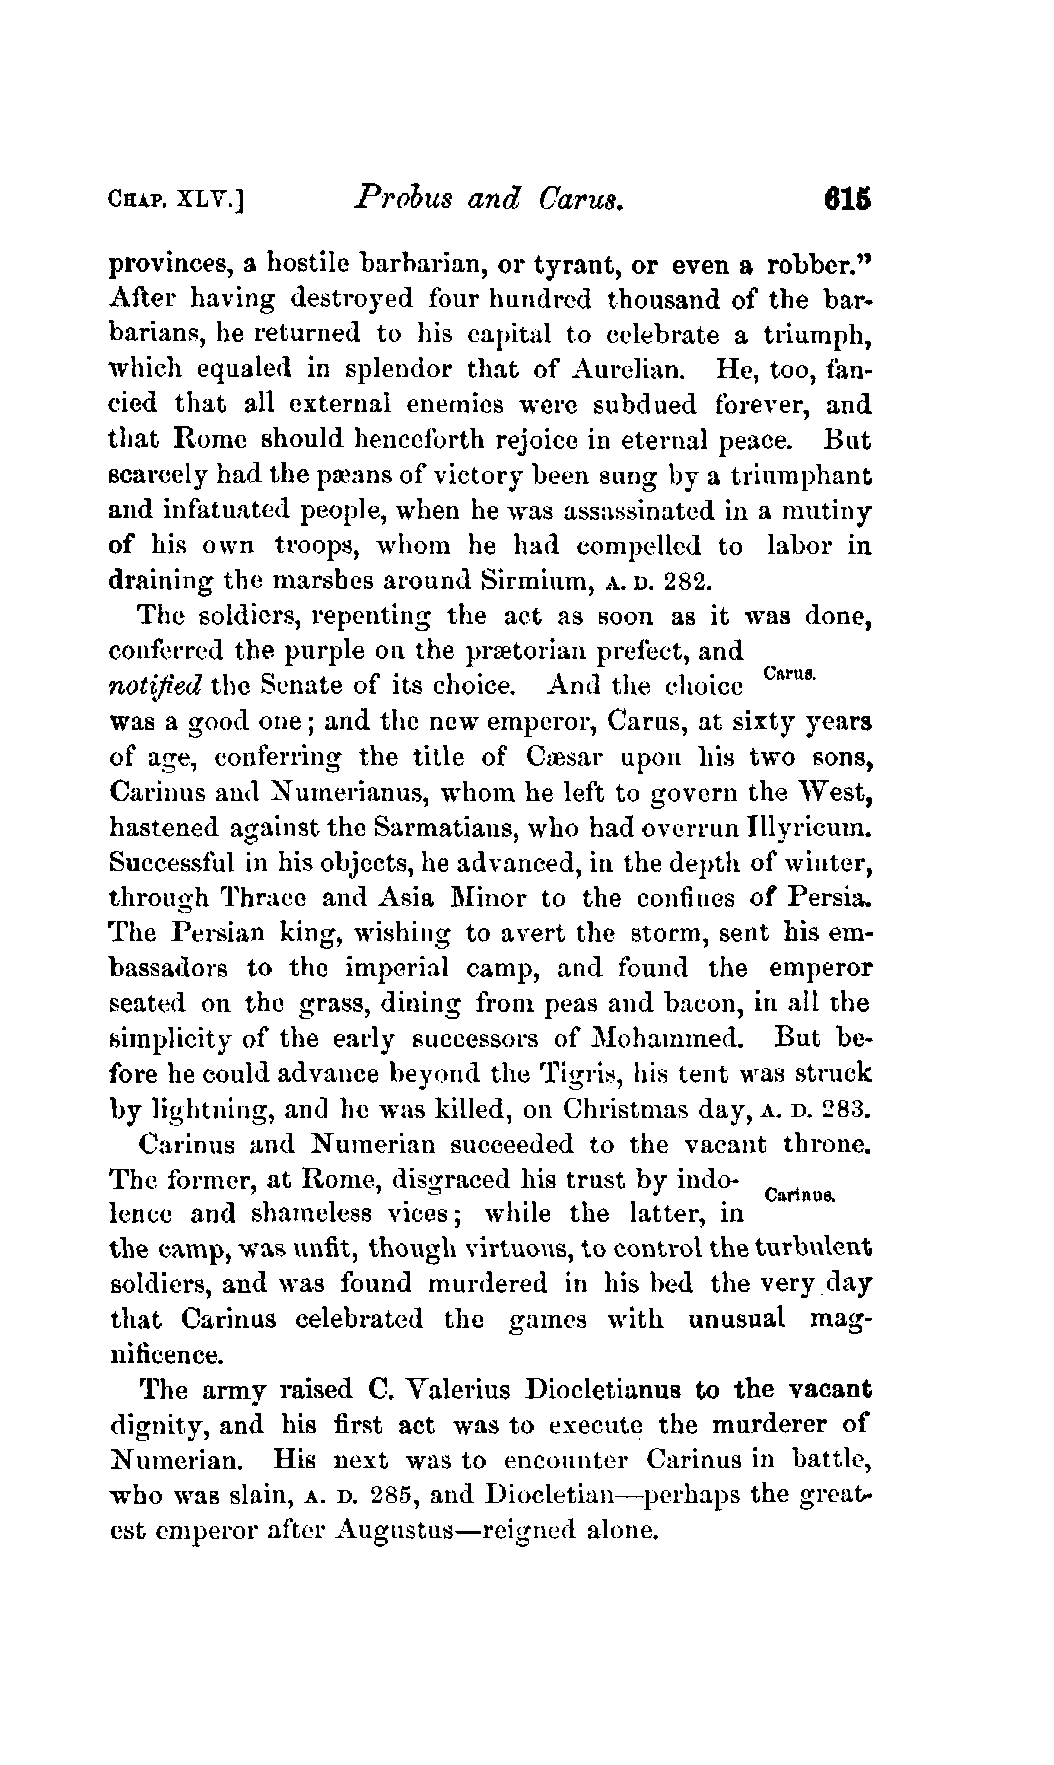 CHAP. XLV.] Probus and Carus. 615
provinces, a hostile barbarian, or tyrant, or even a robber."
After having destroyed four hundred thousand of the bar-
barians, he returned to his capital to celebrate a triumph,
which equaled in splendor that of Aurelian. He, too, fan-
cied that all external enemies were subdued forever, and
that Rome should henceforth rejoice in eternal peace. But
scarcely had the pæans of victory been sung by a triumphant
and infatuated people, when he was assassinated in a mutiny
of his own troops, whom he had compelled to labor in
draining the marshes around Sirmium, A. D. 282.
The soldiers, repenting the act as soon as it was done,
conferred the purple on the prætorian prefect, and
Carus.
notified the Senate of its choice. And the choice
was a good one; and the new emperor, Carus, at sixty years
of age, conferring the title of Cæsar upon his two sons,
Carinus and Numerianus, whom he left to govern the West,
hastened against the Sarmatians, who had overrun Illyricum.
Successful in his objects, he advanced, in the depth of winter,
through Thrace and Asia Minor to the confines of Persia.
The Persian king, wishing to avert the storm, sent his em-
bassadors to the imperial camp, and found the emperor
seated on the grass, dining from peas and bacon, in all the
simplicity of the early successors of Mohammed. But be-
fore he could advance beyond the Tigris, his tent was struck
by lightning, and he was killed, on Christmas day, A. D. 283.
Carinus and Numerian succeeded to the vacant throne.
The former, at Rome, disgraced his trust by indo-
Carinus.
lence and shameless vices; while the latter, in
the camp, was unfit, though virtuous, to control the turbulent
soldiers, and was found murdered in his bed the very day
that Carinus celebrated the games with unusual mag-
nificence.
The army raised C. Valerius Diocletianus to the vacant
dignity, and his first act was to execute the murderer of
Numerian. His next was to encounter Carinus in battle,
who was slain, A. D. 285, and Diocletian—perhaps the great-
est emperor after Augustus—reigned alone.